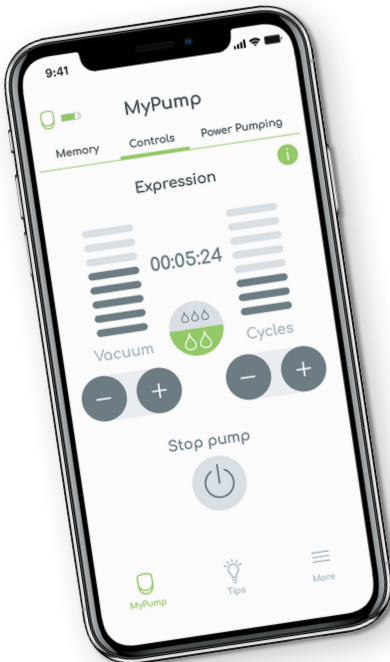 9:41
MyPump
Memory Controls Power Pumping
i
Expression
00:05:24
Vacuum Cycles
− + − +
Stop pump
MyPump Tips More